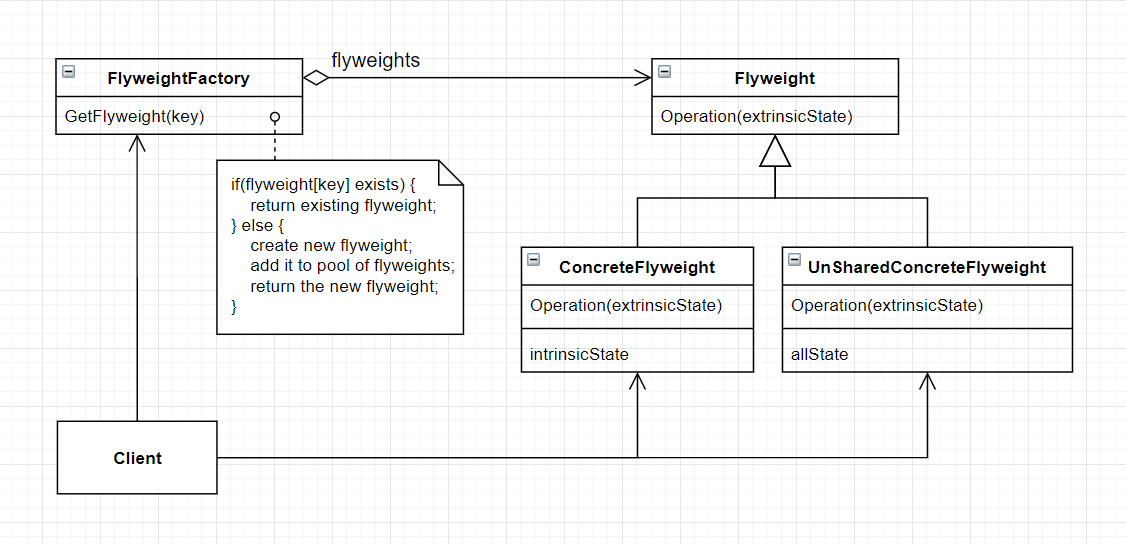 flyweights
FlyweightFactory
GetFlyweight(key)
Flyweight
Operation(extrinsicState)
if(flyweight[key] exists) {
return existing flyweight;
} else {
create new flyweight;
add it to pool of flyweights;
return the new flyweight;
}
ConcreteFlyweight
Operation(extrinsicState)
intrinsicState
UnSharedConcreteFlyweight
Operation(extrinsicState)
allState
Client